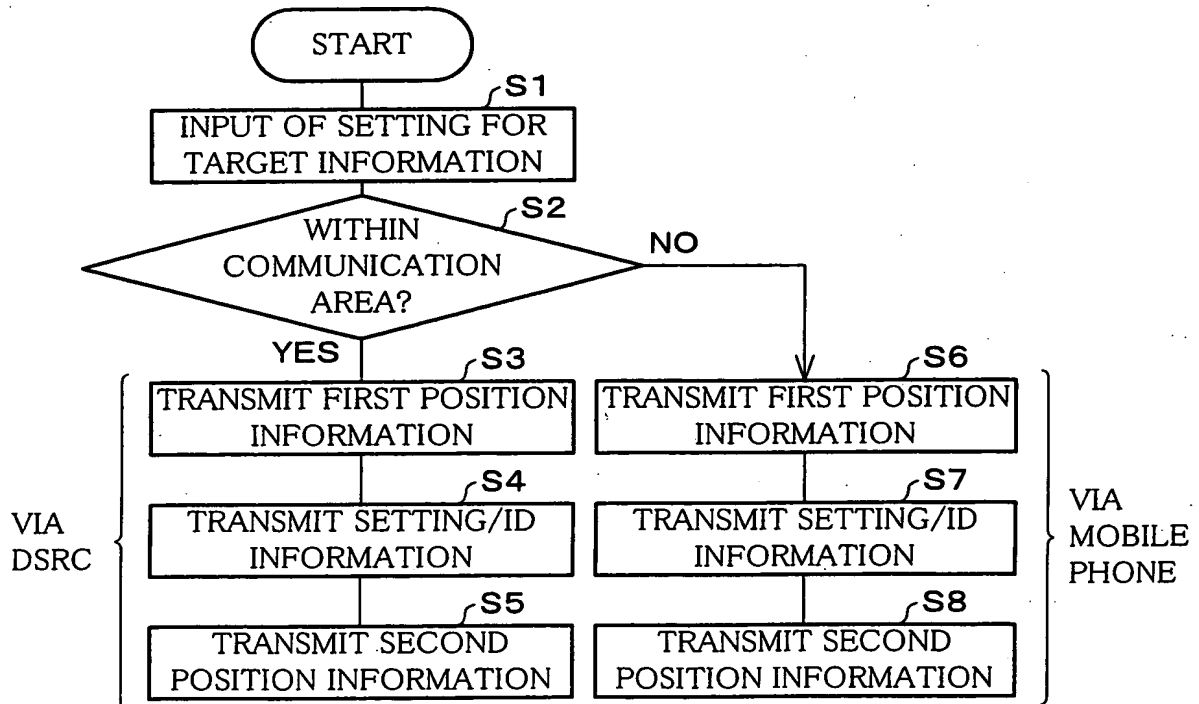 START
S1
INPUT OF SETTING FOR
TARGET INFORMATION
S2
WITHIN
COMMUNICATION
AREA?
NO
YES
S3
TRANSMIT FIRST POSITION
INFORMATION
S4
TRANSMIT SETTING/ID
INFORMATION
S5
TRANSMIT SECOND
POSITION INFORMATION
VIA
DSRC
S6
TRANSMIT FIRST POSITION
INFORMATION
S7
TRANSMIT SETTING/ID
INFORMATION
S8
TRANSMIT SECOND
POSITION INFORMATION
VIA
MOBILE
PHONE